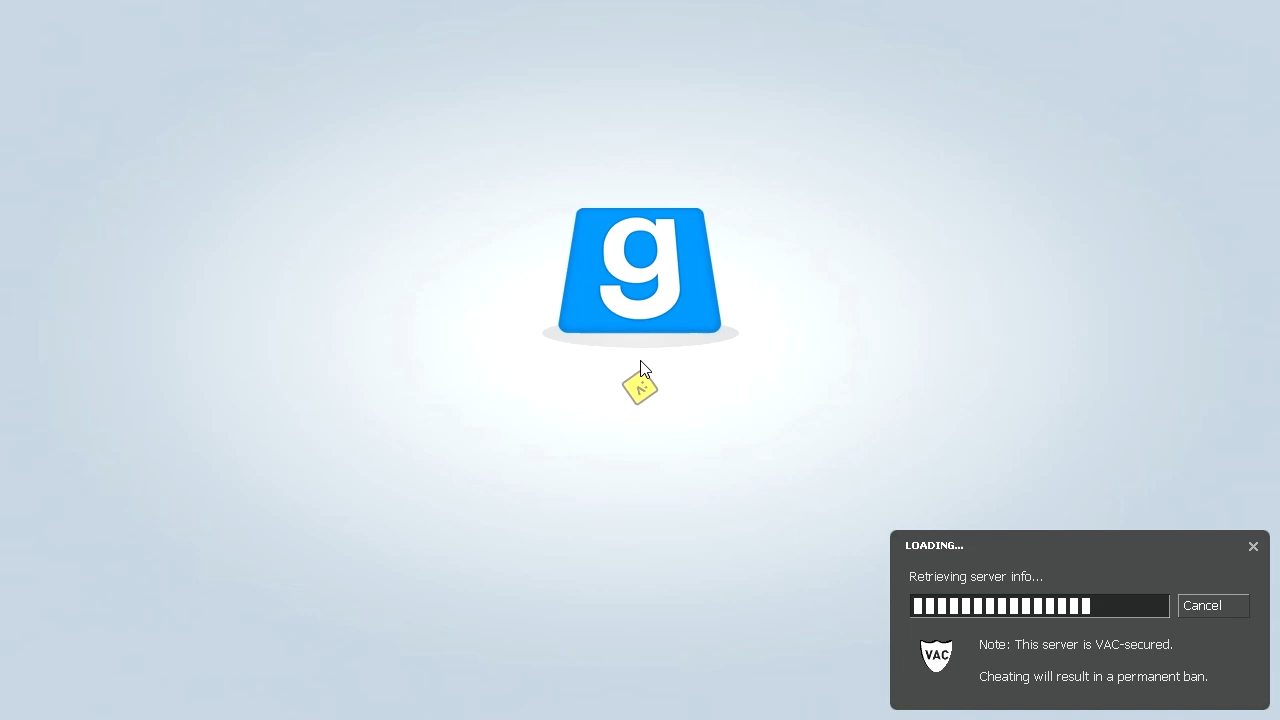 g
LOADING...
Retrieving server info...
Cancel
VAC
Note: This server is VAC-secured.
Cheating will result in a permanent ban.